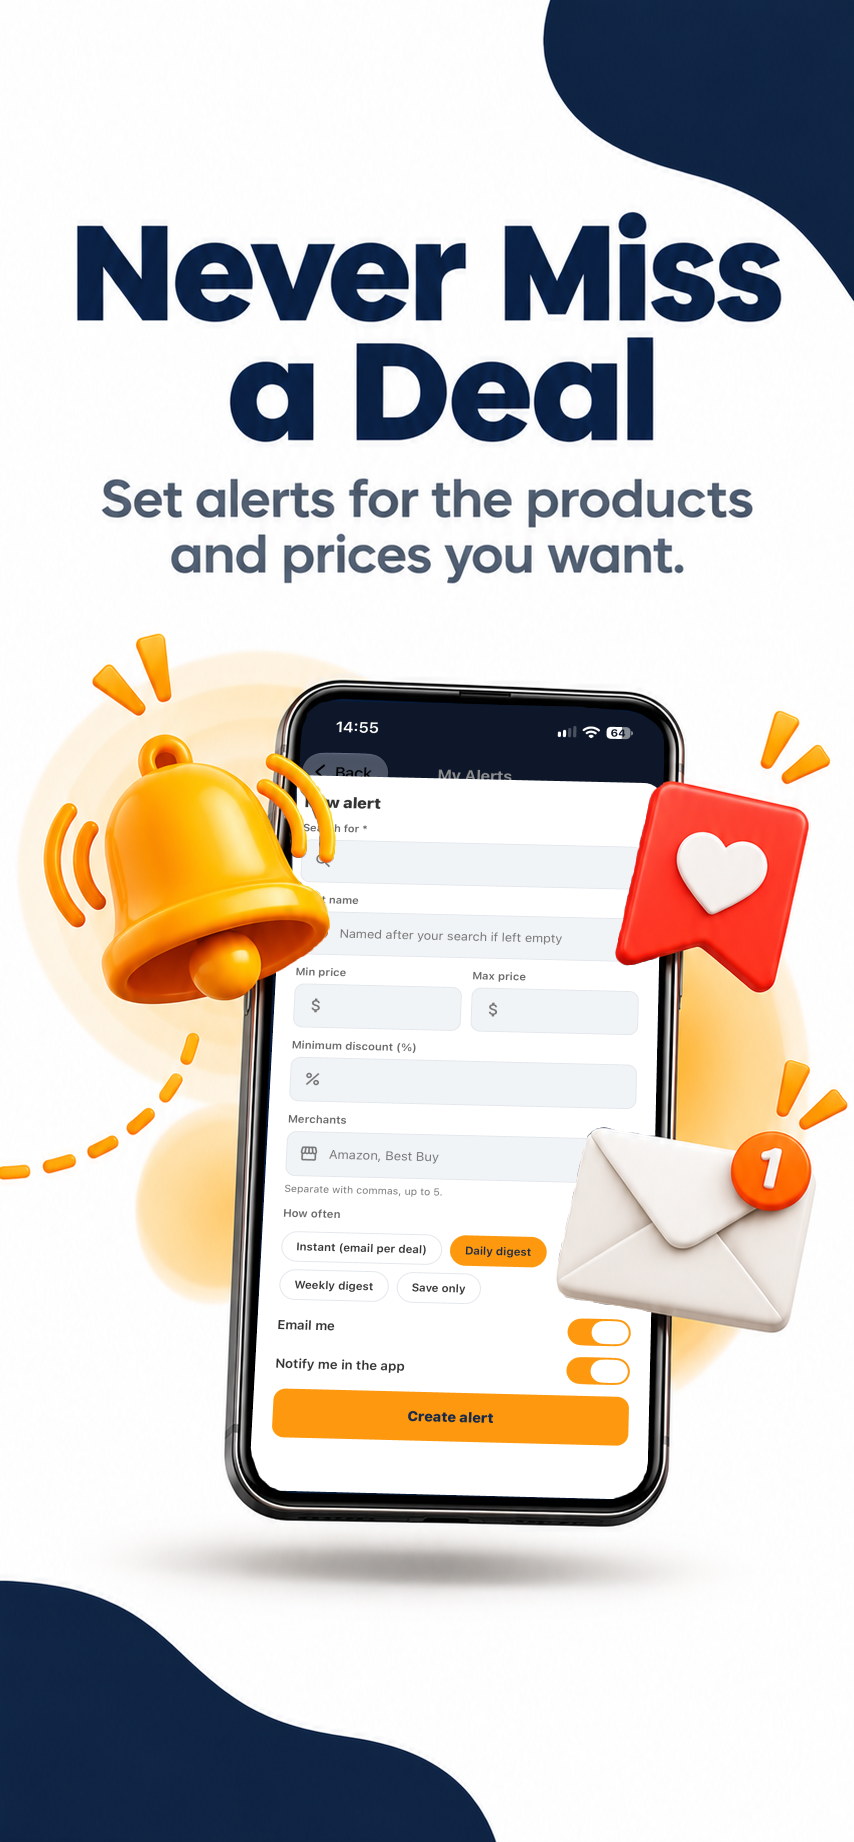 Never Miss
a Deal
Set alerts for the products
and prices you want.
14:55
64
Back
My Alerts
alert
Search for *
name
Named after your search if left empty
Min price
Max price
$
$
Minimum discount (%)
%
Merchants
Amazon, Best Buy
Separate with commas, up to 5.
How often
Instant (email per deal)
Daily digest
Weekly digest
Save only
Email me
Notify me in the app
Create alert
1